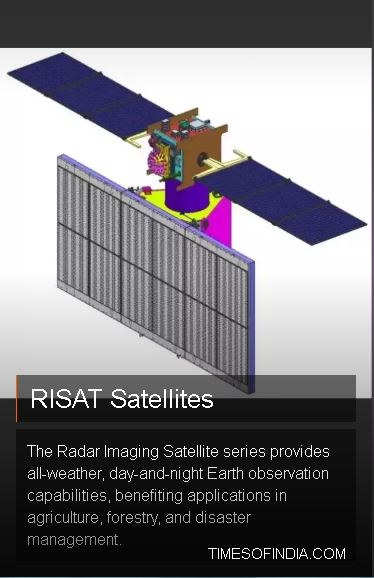 RISAT Satellites
The Radar Imaging Satellite series provides
all-weather, day-and-night Earth observation
capabilities, benefiting applications in
agriculture, forestry, and disaster
management.
TIMESOFINDIA.COM